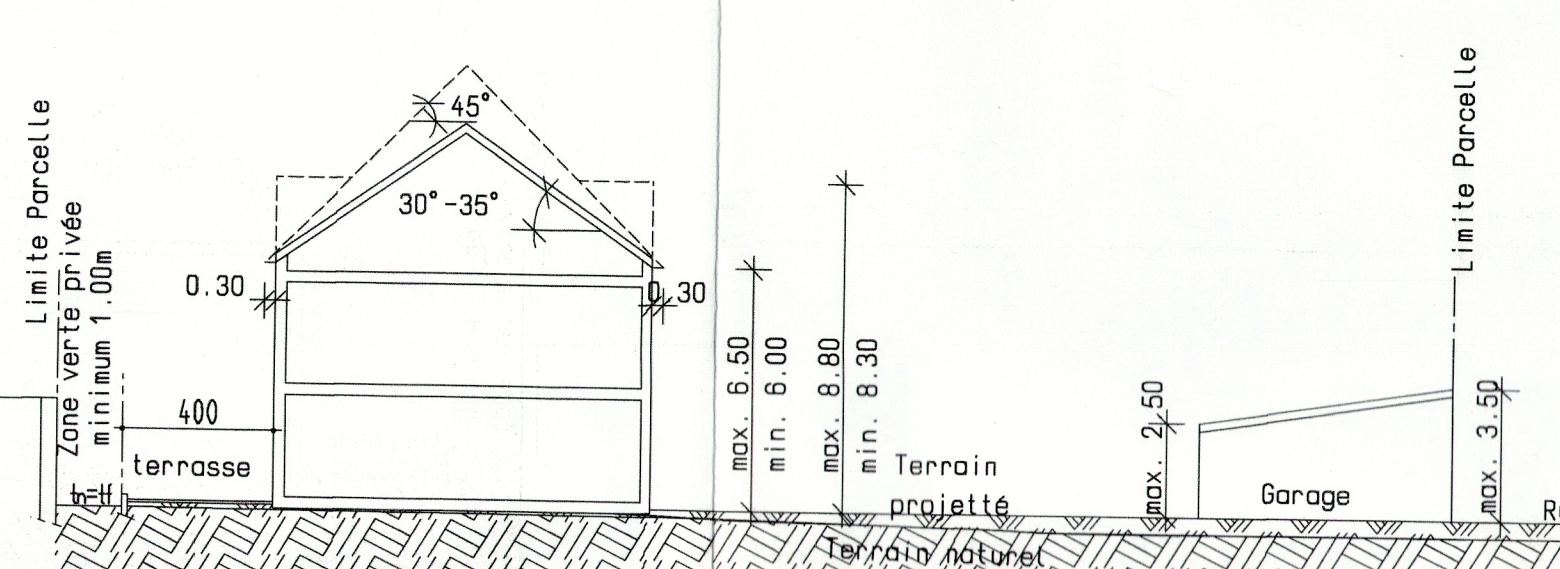 Limite Parcelle
Zone verte privée
minimum 1.00m
45°
30°-35°
0.30
0.30
400
terrasse
tn=tf
max. 6.50
min. 6.00
max. 8.80
min. 8.30
Terrain
projetté
Terrain naturel
max. 2.50
Garage
Limite Parcelle
max. 3.50